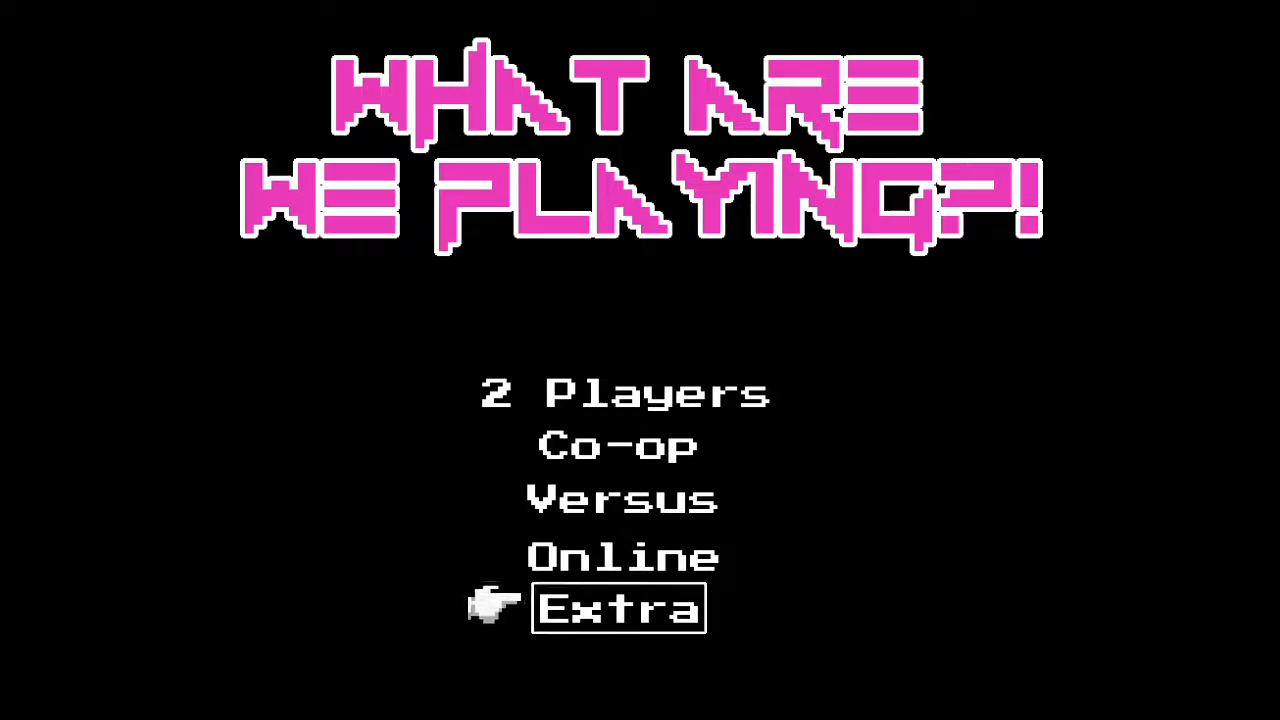 WHAT ARE
WE PLAYING?!
2 Players
Co-op
Versus
Online
Extra